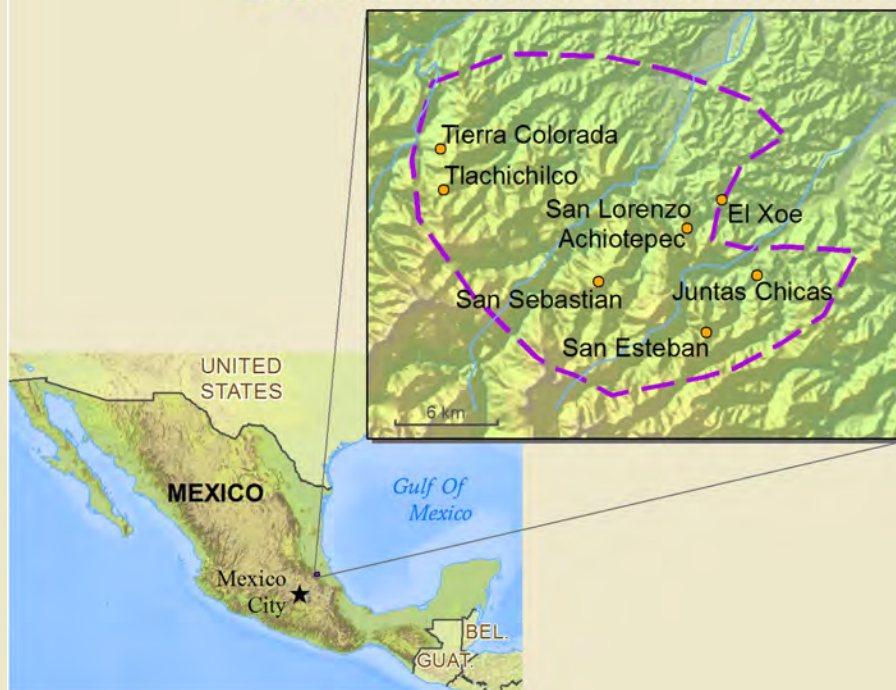 Tierra Colorada
Tlachichilco
San Lorenzo
Achiotepec
El Xoe
San Sebastian
Juntas Chicas
San Esteban
6 km
UNITED
STATES
MEXICO
Gulf Of
Mexico
Mexico
City
BEL.
GUAT.